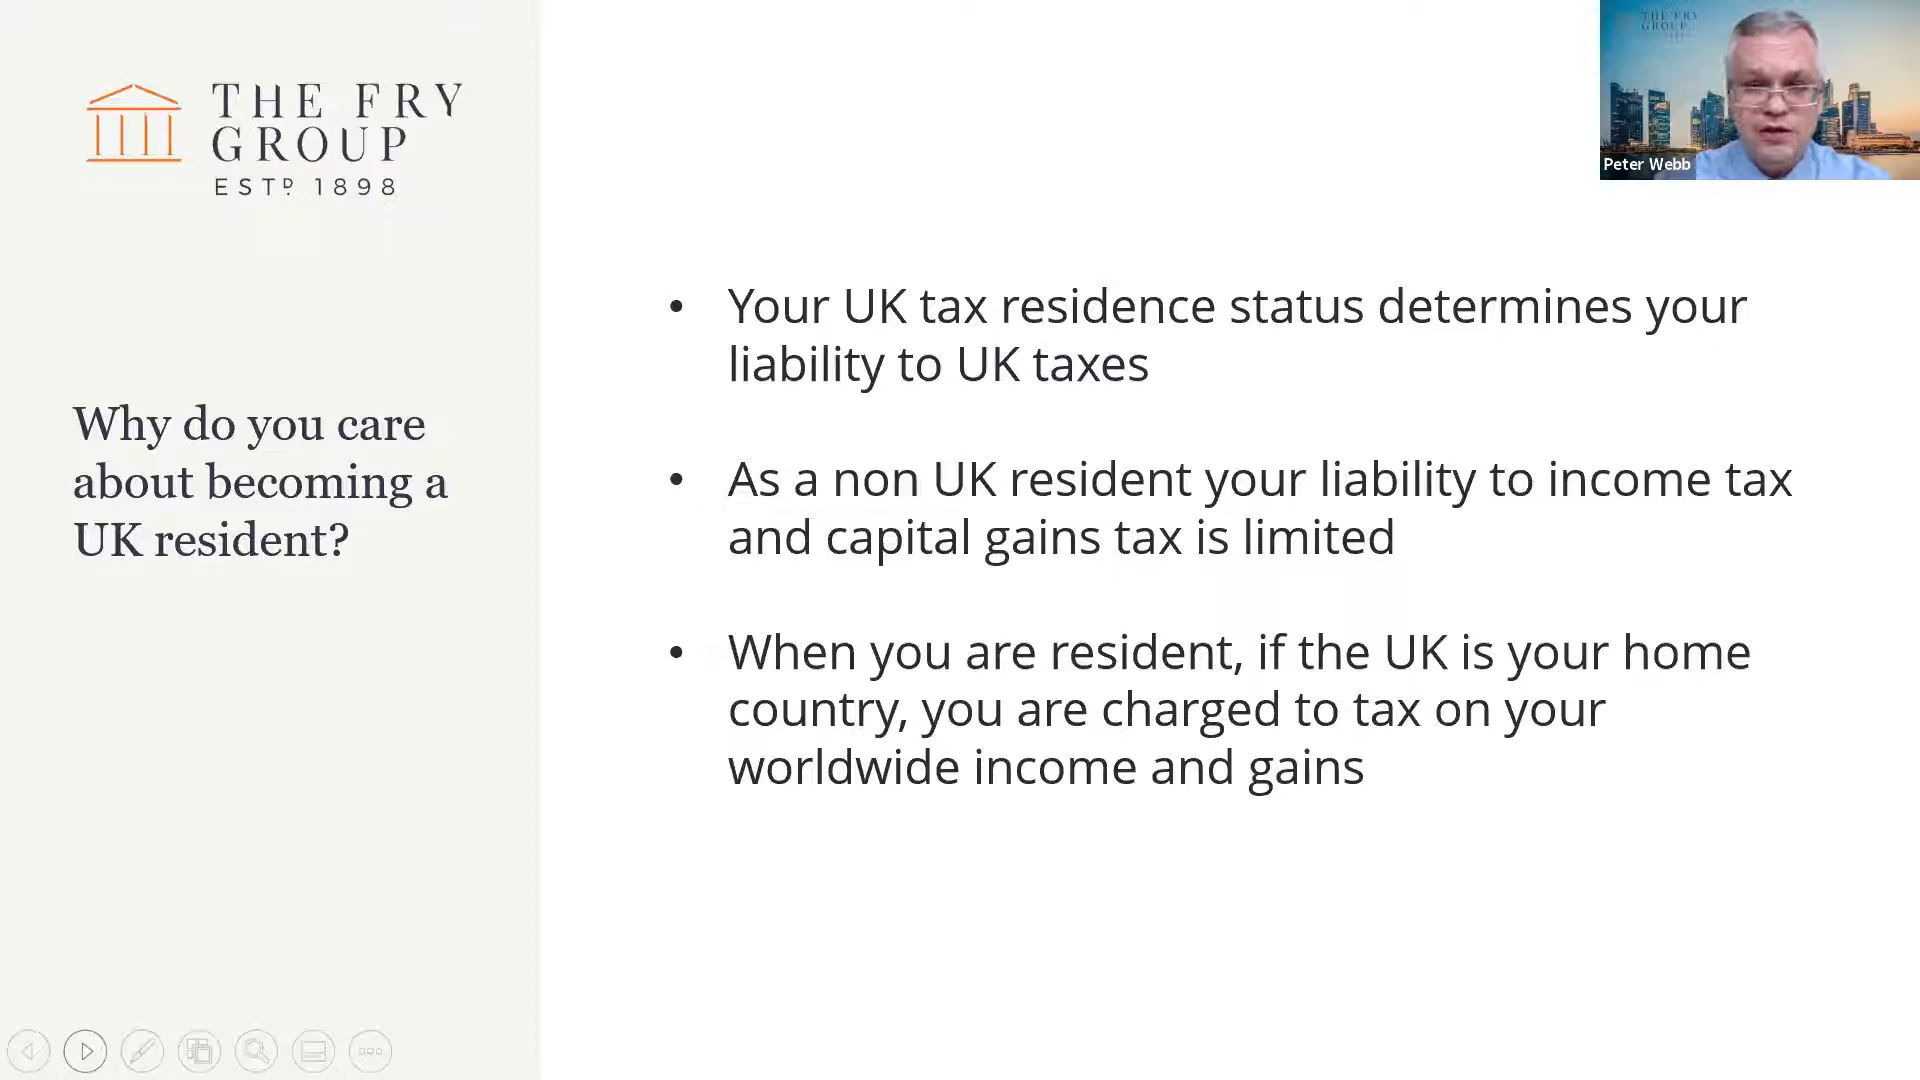 THE FRY
GROUP
ESTD 1898
Why do you care
about becoming a
UK resident?
• Your UK tax residence status determines your
liability to UK taxes
• As a non UK resident your liability to income tax
and capital gains tax is limited
• When you are resident, if the UK is your home
country, you are charged to tax on your
worldwide income and gains
THE FRY
GROUP
Peter Webb